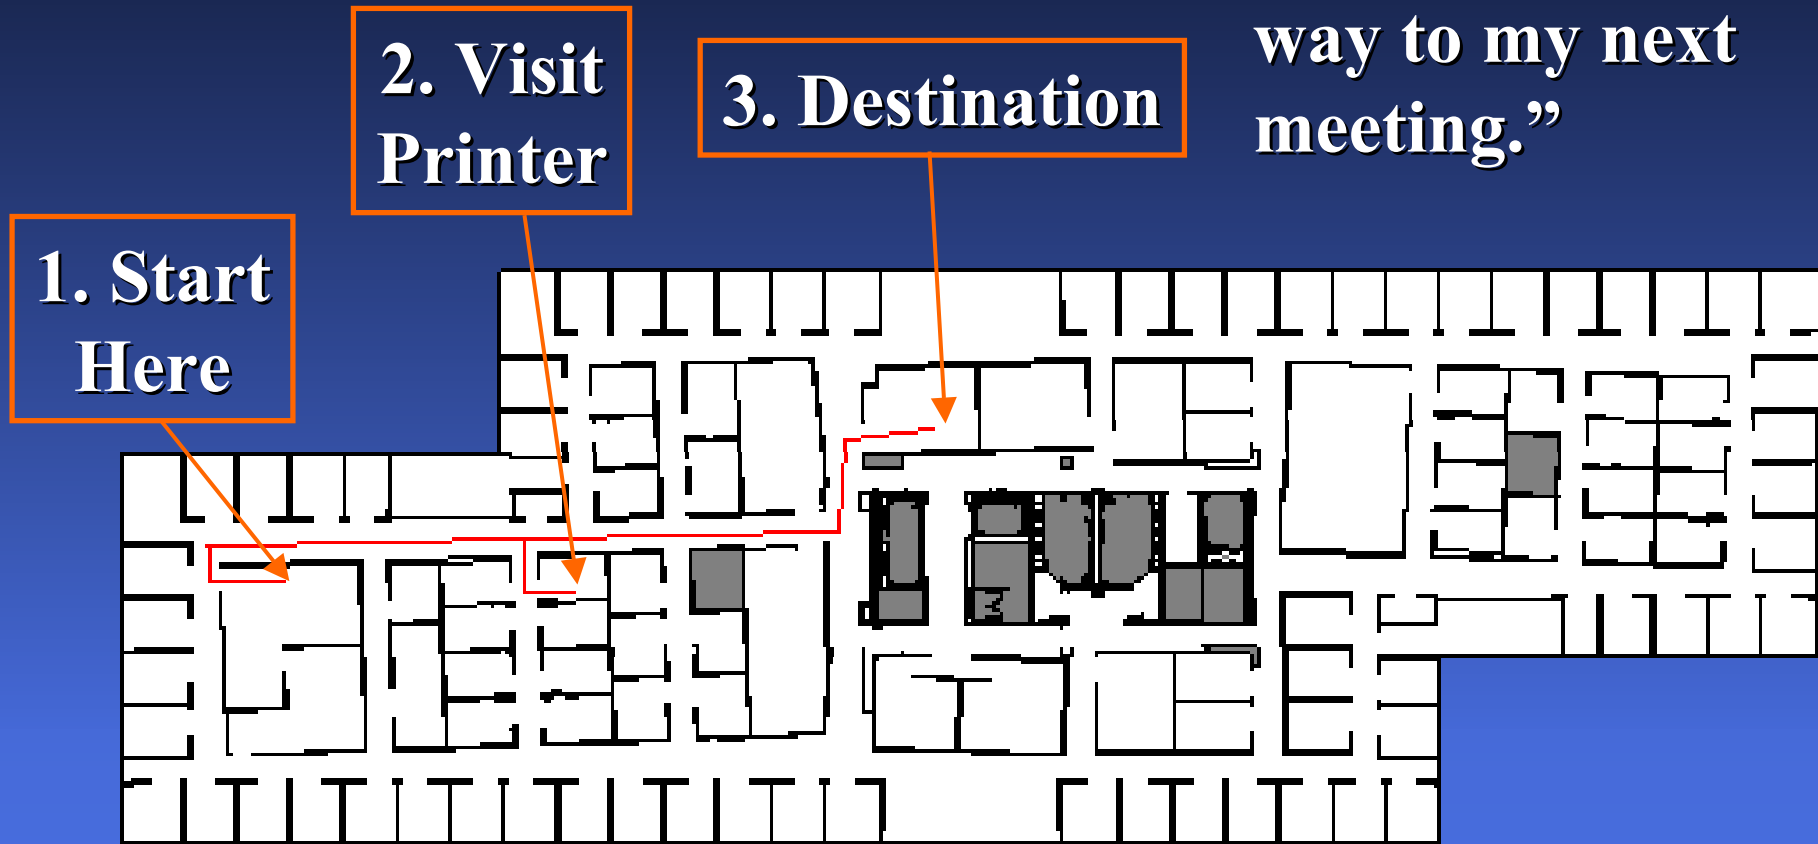 way to my next
meeting.”
1. Start
Here
2. Visit
Printer
3. Destination